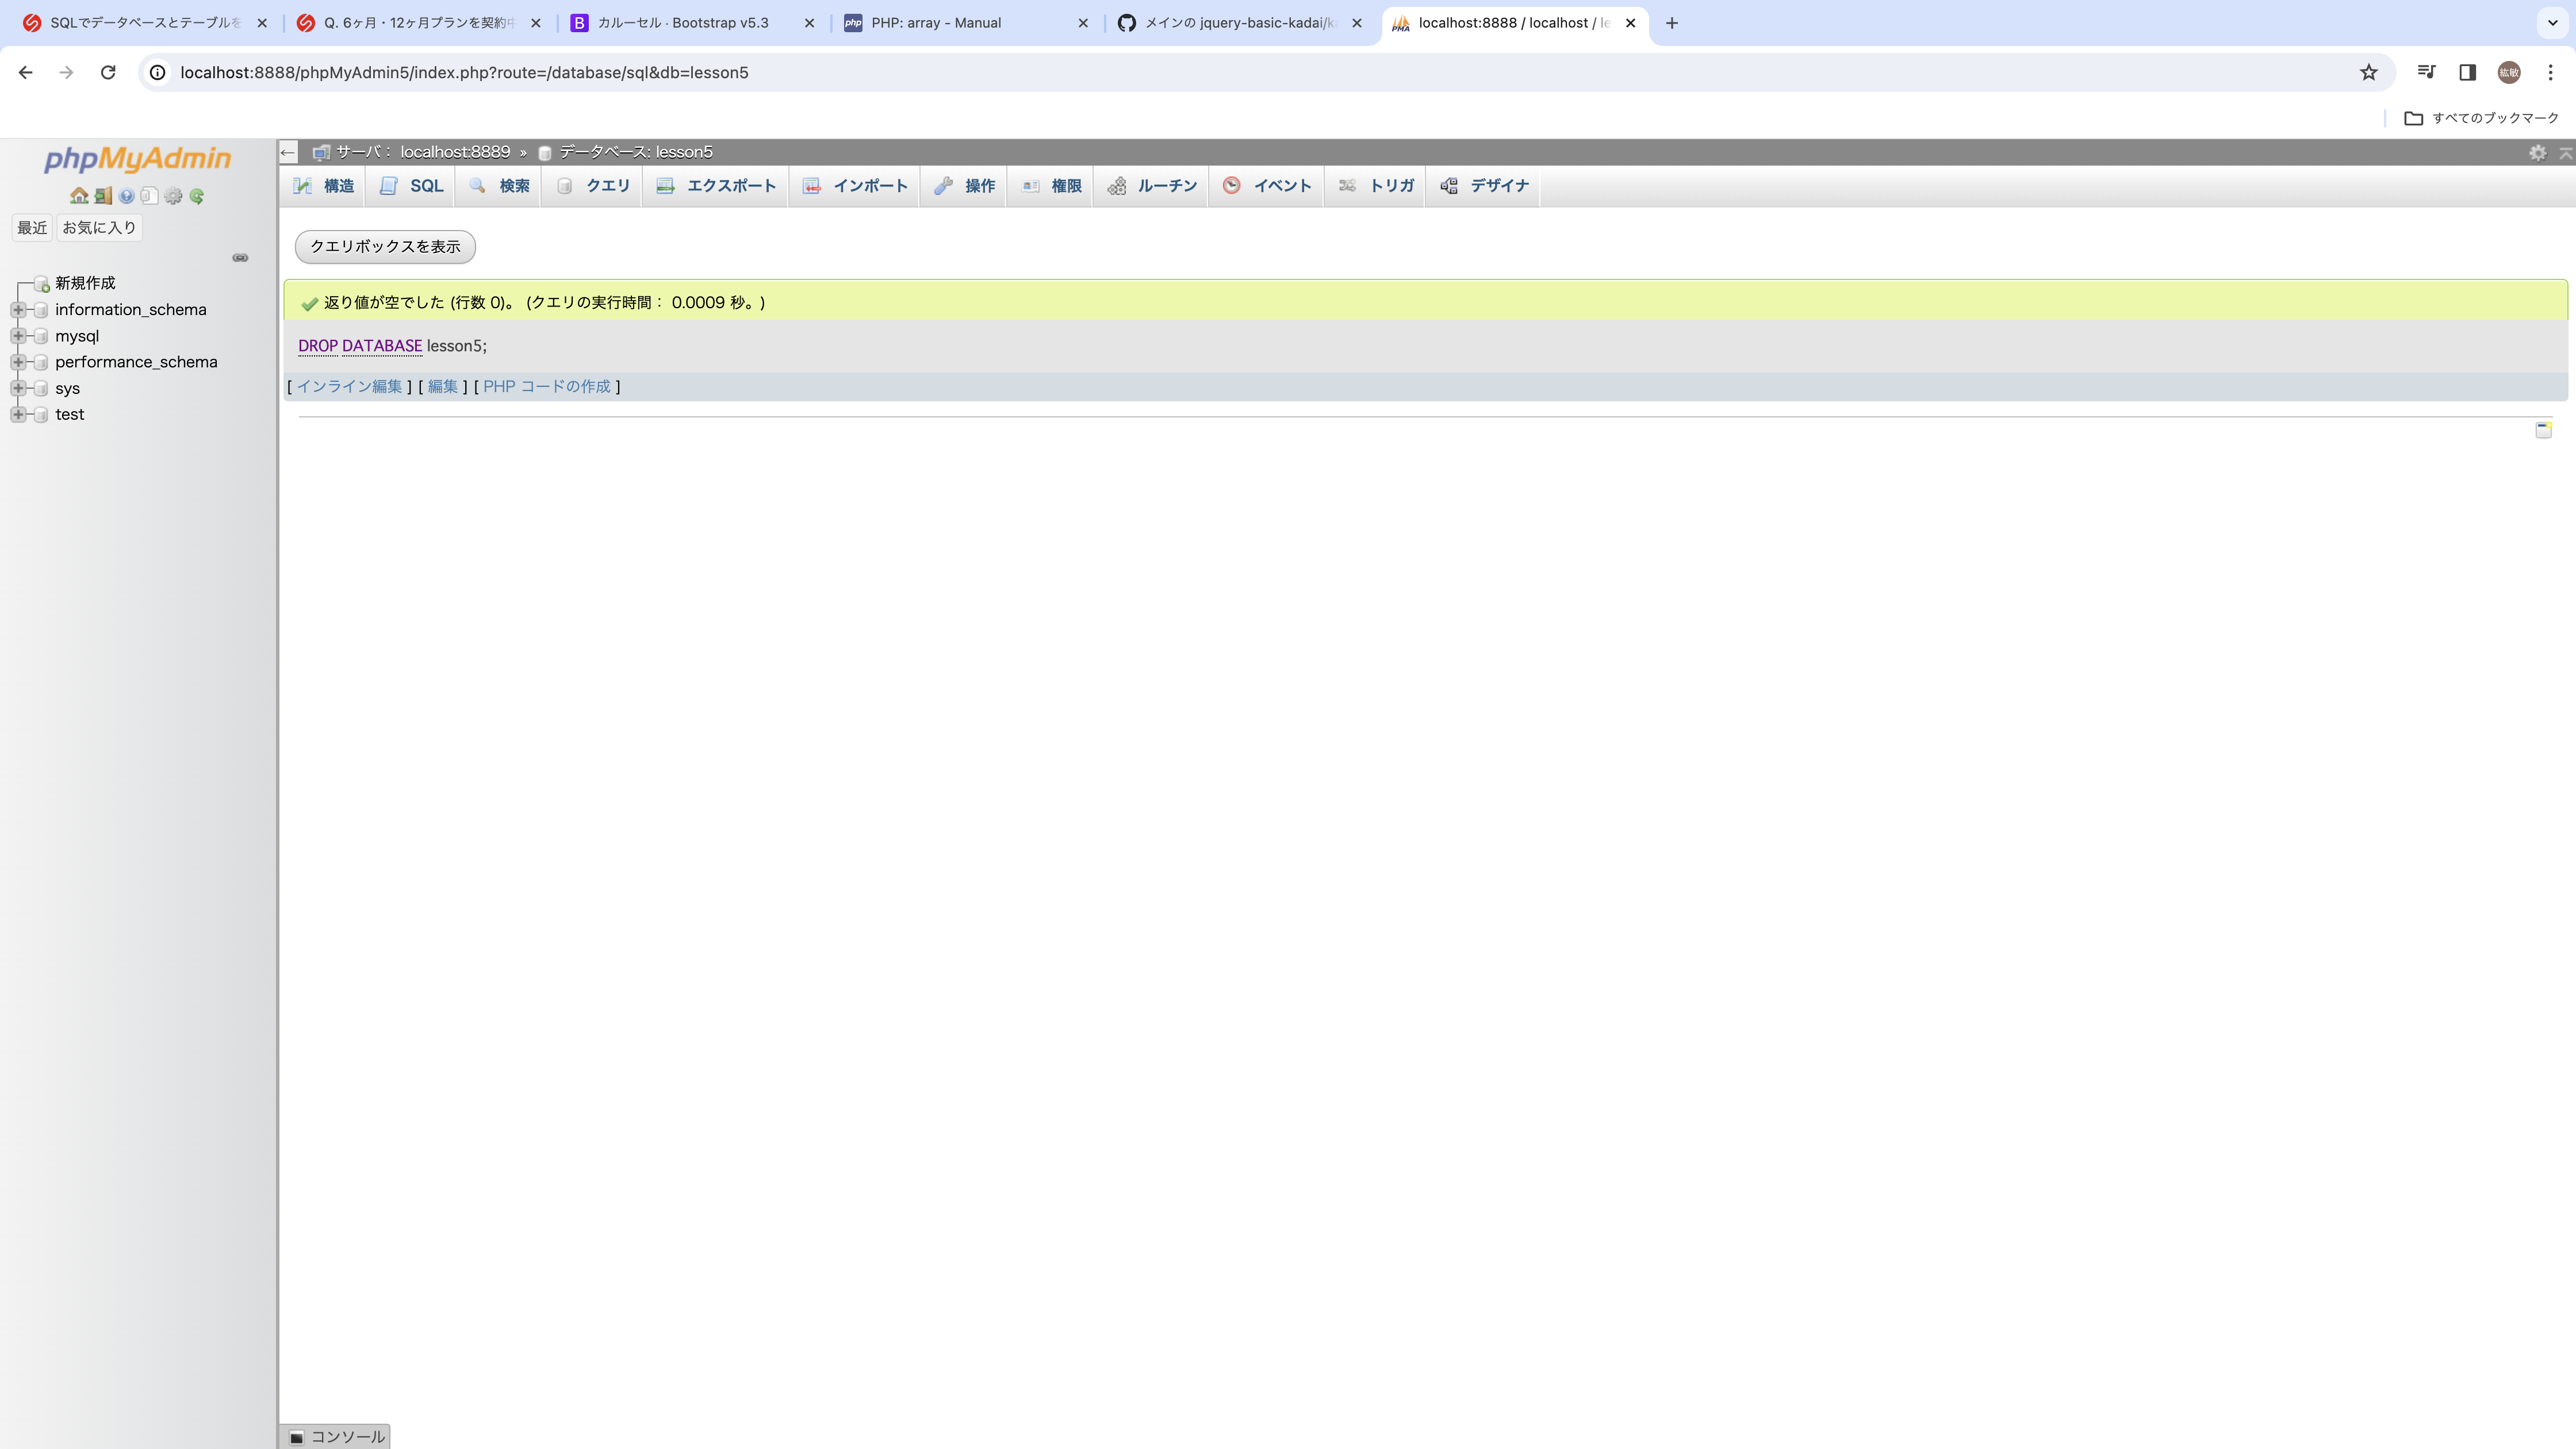 SQLでデータベースとテーブルを
Q. 6ヶ月・12ヶ月プランを契約中
カルーセル · Bootstrap v5.3
PHP: array - Manual
メインの jquery-basic-kadai/k
localhost:8888 / localhost / le
localhost:8888/phpMyAdmin5/index.php?route=/database/sql&db=lesson5
紘敏
すべてのブックマーク
phpMyAdmin
最近 お気に入り
新規作成
information_schema
mysql
performance_schema
sys
test
サーバ： localhost:8889 » データベース: lesson5
構造 SQL 検索 クエリ エクスポート インポート 操作 権限 ルーチン イベント トリガ デザイナ
クエリボックスを表示
返り値が空でした (行数 0)。 (クエリの実行時間： 0.0009 秒。)
DROP DATABASE lesson5;
[ インライン編集 ] [ 編集 ] [ PHP コードの作成 ]
コンソール